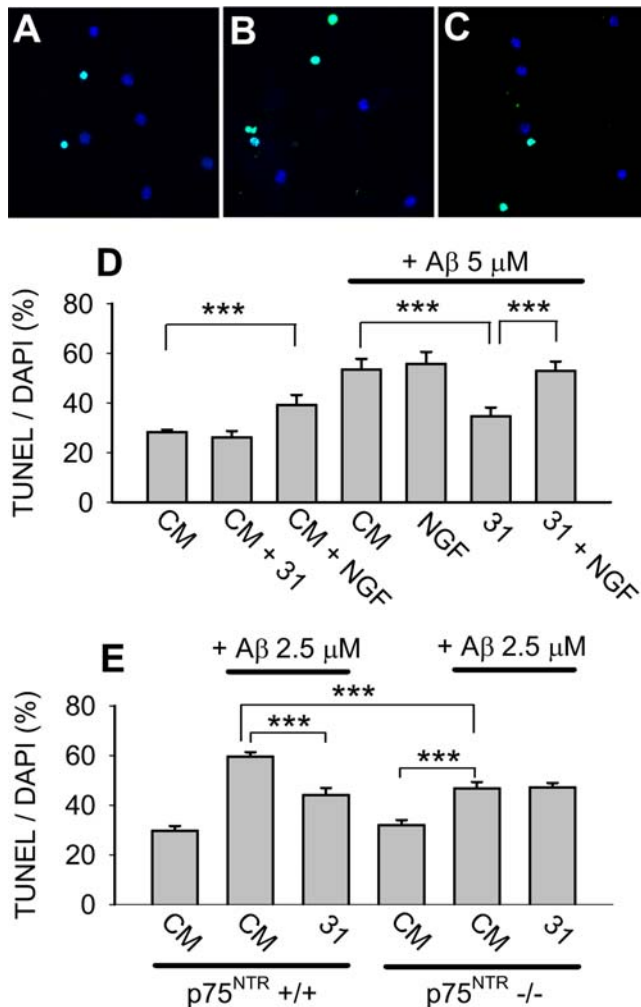 A B C
D
+ Aβ 5 μM
TUNEL / DAPI (%)
80
60
40
20
0
*** *** ***
CM
CM + 31
CM + NGF
CM
NGF
31
31 + NGF
E
+ Aβ 2.5 μM + Aβ 2.5 μM
TUNEL / DAPI (%)
80
60
40
20
0
***
*** ***
CM CM 31 CM CM 31
p75NTR +/+ p75NTR -/-